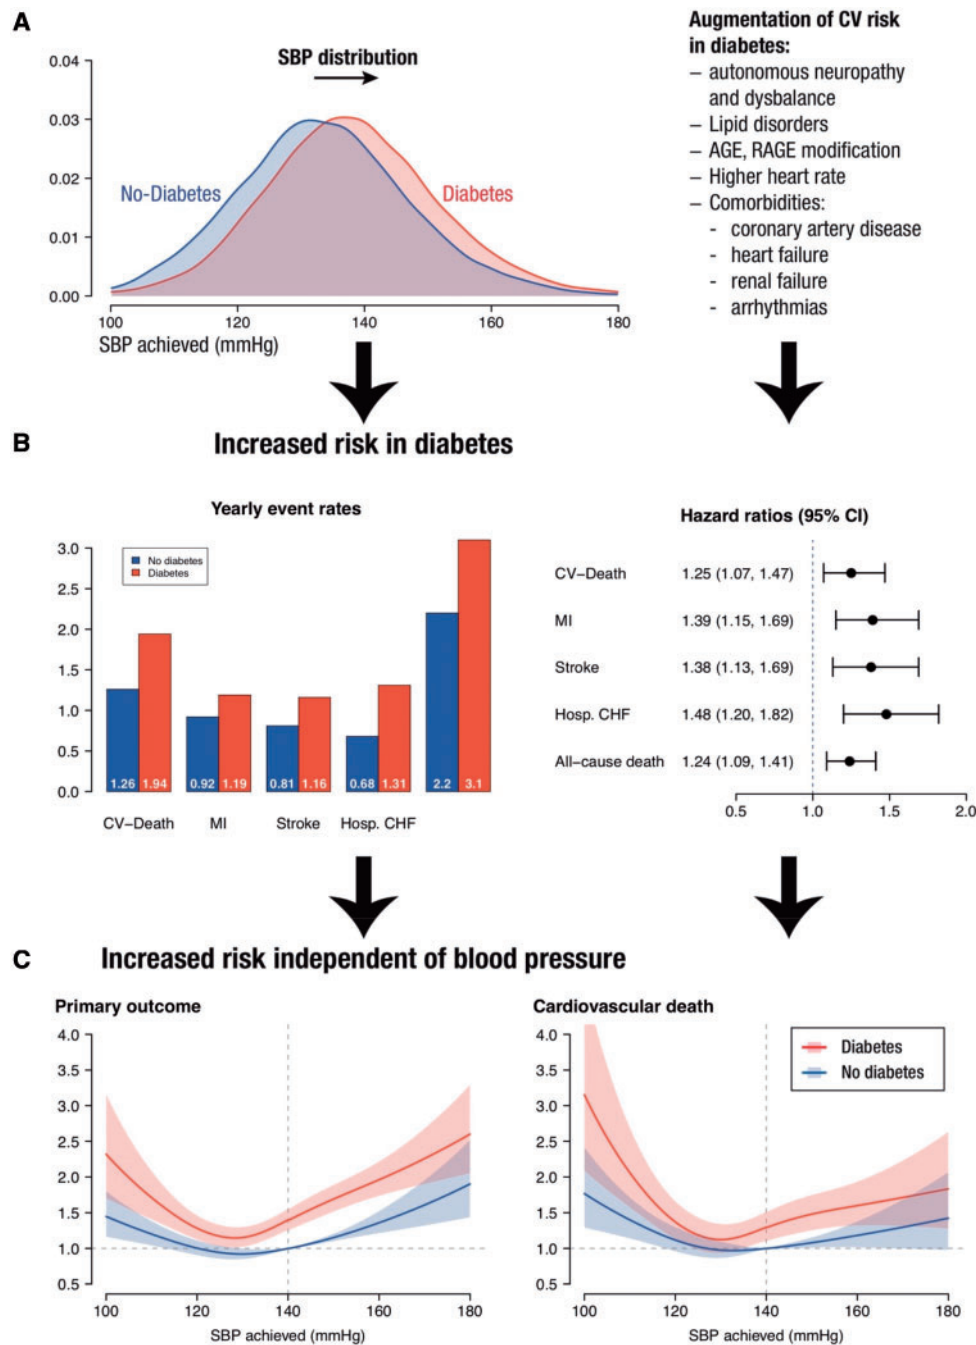 A
Augmentation of CV risk
in diabetes:
– autonomous neuropathy
and dysbalance
– Lipid disorders
– AGE, RAGE modification
– Higher heart rate
– Comorbidities:
- coronary artery disease
- heart failure
- renal failure
- arrhythmias
SBP distribution
0.04
0.03
0.02
0.01
0.00
No-Diabetes
Diabetes
100 120 140 160 180
SBP achieved (mmHg)
B
Increased risk in diabetes
Yearly event rates
3.0
2.5
2.0
1.5
1.0
0.5
0.0
No diabetes
Diabetes
1.26 1.94 0.92 1.19 0.81 1.16 0.68 1.31 2.2 3.1
CV–Death MI Stroke Hosp. CHF
Hazard ratios (95% CI)
CV–Death 1.25 (1.07, 1.47)
MI 1.39 (1.15, 1.69)
Stroke 1.38 (1.13, 1.69)
Hosp. CHF 1.48 (1.20, 1.82)
All-cause death 1.24 (1.09, 1.41)
0.5 1.0 1.5 2.0
C
Increased risk independent of blood pressure
Primary outcome
4.0
3.5
3.0
2.5
2.0
1.5
1.0
0.5
100 120 140 160 180
SBP achieved (mmHg)
Cardiovascular death
4.0
3.5
3.0
2.5
2.0
1.5
1.0
0.5
Diabetes
No diabetes
100 120 140 160 180
SBP achieved (mmHg)